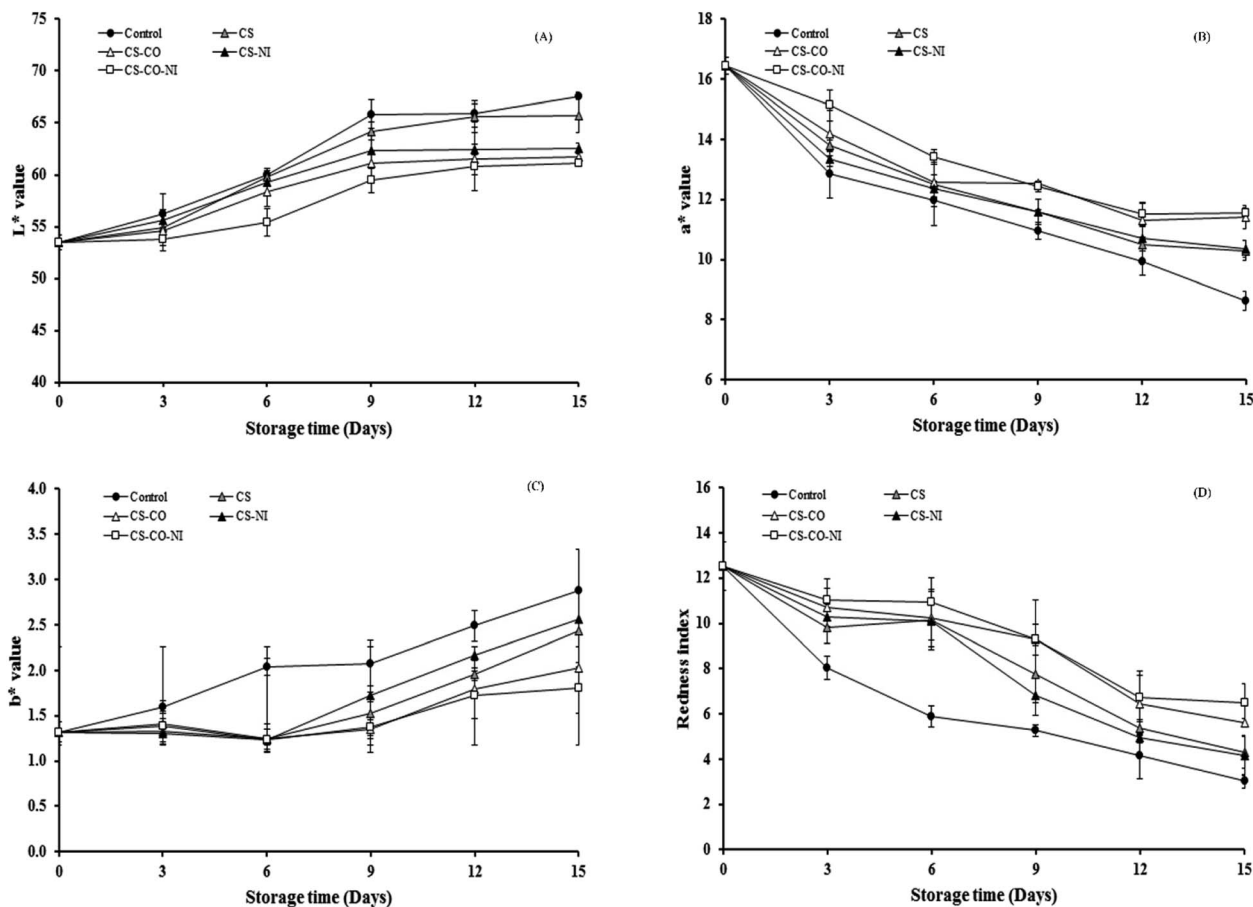 75
70
65
60
55
50
45
40
L* value
Control
CS
CS-CO
CS-NI
CS-CO-NI
(A)
0 3 6 9 12 15
Storage time (Days)
18
16
14
12
10
8
6
a* value
Control
CS
CS-CO
CS-NI
CS-CO-NI
(B)
0 3 6 9 12 15
Storage time (Days)
4.0
3.5
3.0
2.5
2.0
1.5
1.0
0.5
0.0
b* value
Control
CS
CS-CO
CS-NI
CS-CO-NI
(C)
0 3 6 9 12 15
Storage time (Days)
16
14
12
10
8
6
4
2
0
Redness index
Control
CS
CS-CO
CS-NI
CS-CO-NI
(D)
0 3 6 9 12 15
Storage time (Days)